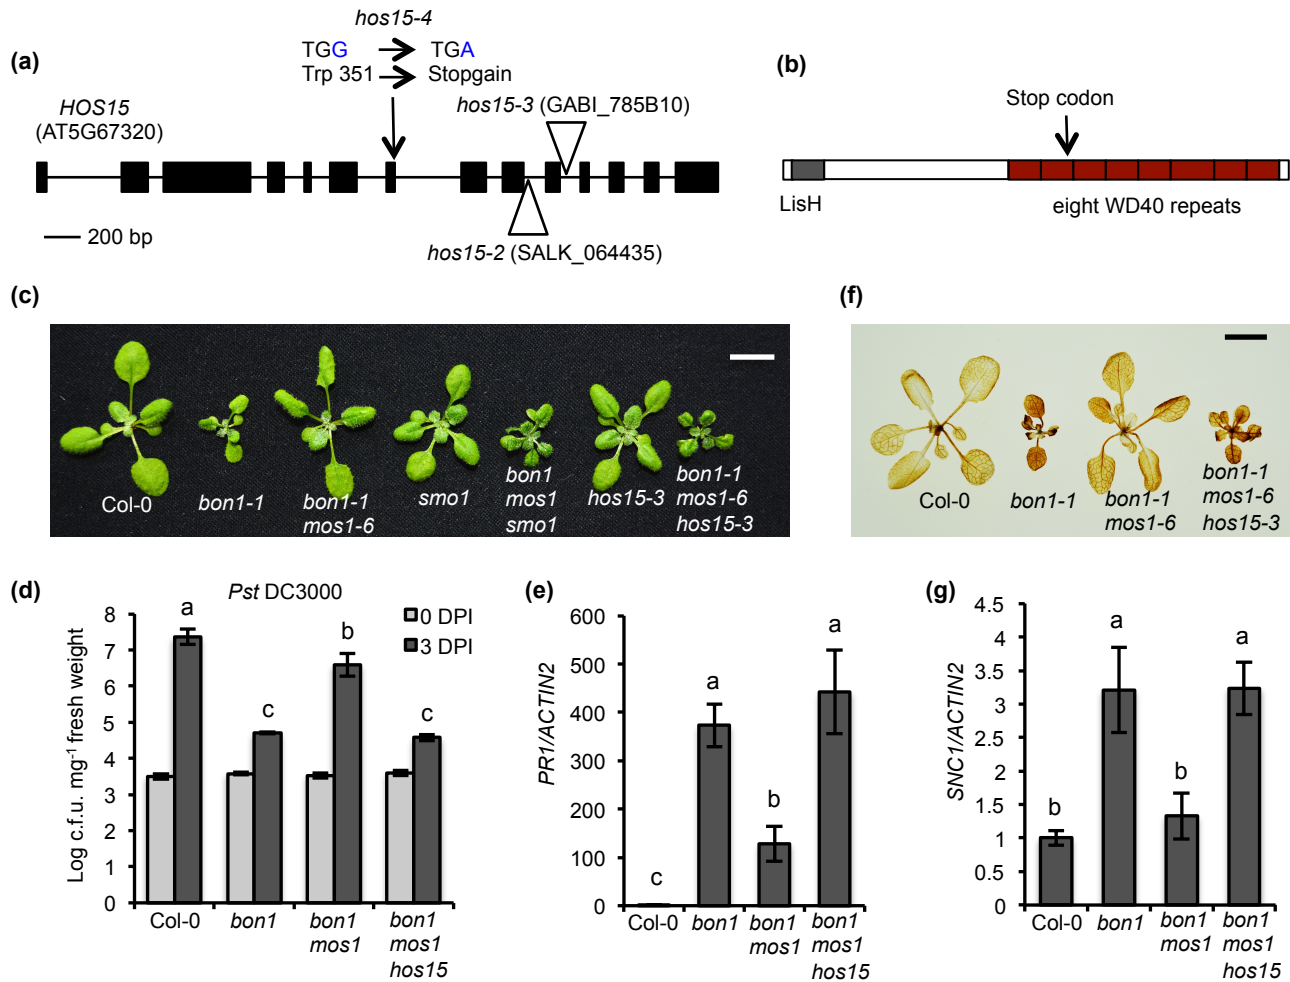 (a)
hos15-4
TGG TGA
Trp 351 Stopgain
HOS15
(AT5G67320)
hos15-3 (GABI_785B10)
200 bp
hos15-2 (SALK_064435)
(b)
Stop codon
LisH
eight WD40 repeats
(c)
Col-0
bon1-1
bon1-1
mos1-6
smo1
bon1
mos1
smo1
hos15-3
bon1-1
mos1-6
hos15-3
(f)
Col-0
bon1-1
bon1-1
mos1-6
bon1-1
mos1-6
hos15-3
(d)
Pst DC3000
0 DPI
3 DPI
Log c.f.u. mg⁻¹ fresh weight
8
7
6
5
4
3
2
1
0
a
c
b
c
Col-0
bon1
bon1
mos1
bon1
mos1
hos15
(e)
PR1/ACTIN2
600
500
400
300
200
100
0
c
a
b
a
Col-0
bon1
bon1
mos1
bon1
mos1
hos15
(g)
SNC1/ACTIN2
4.5
4
3.5
3
2.5
2
1.5
1
0.5
0
b
a
b
a
Col-0
bon1
bon1
mos1
bon1
mos1
hos15